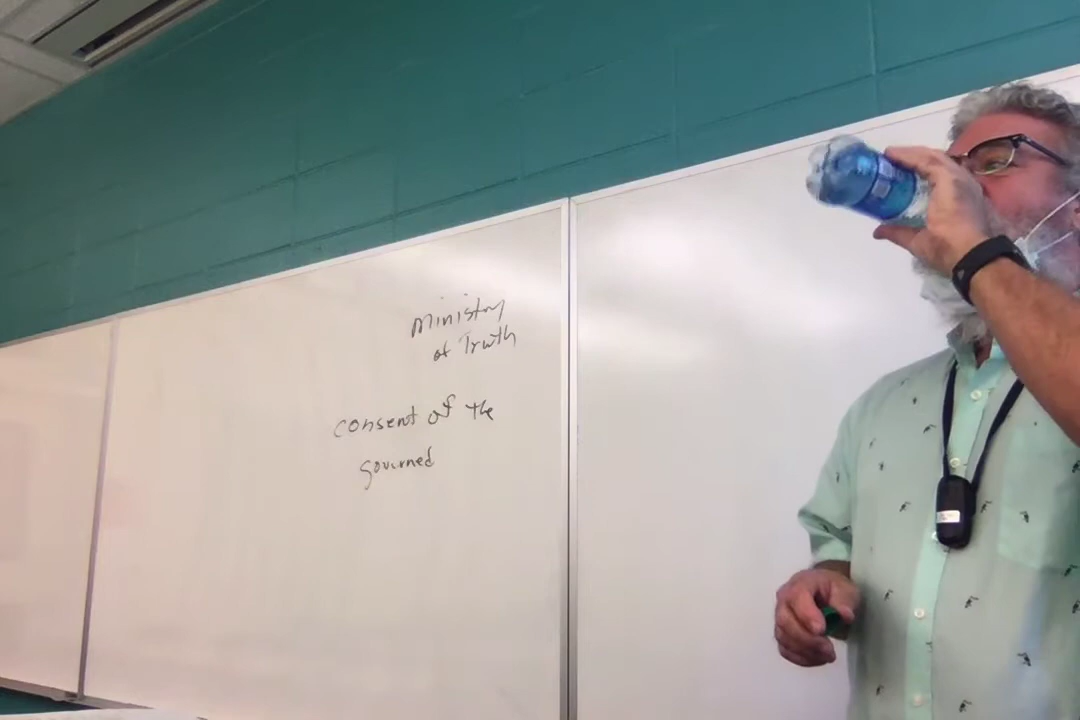 ministry
of Truth
consent of the
governed